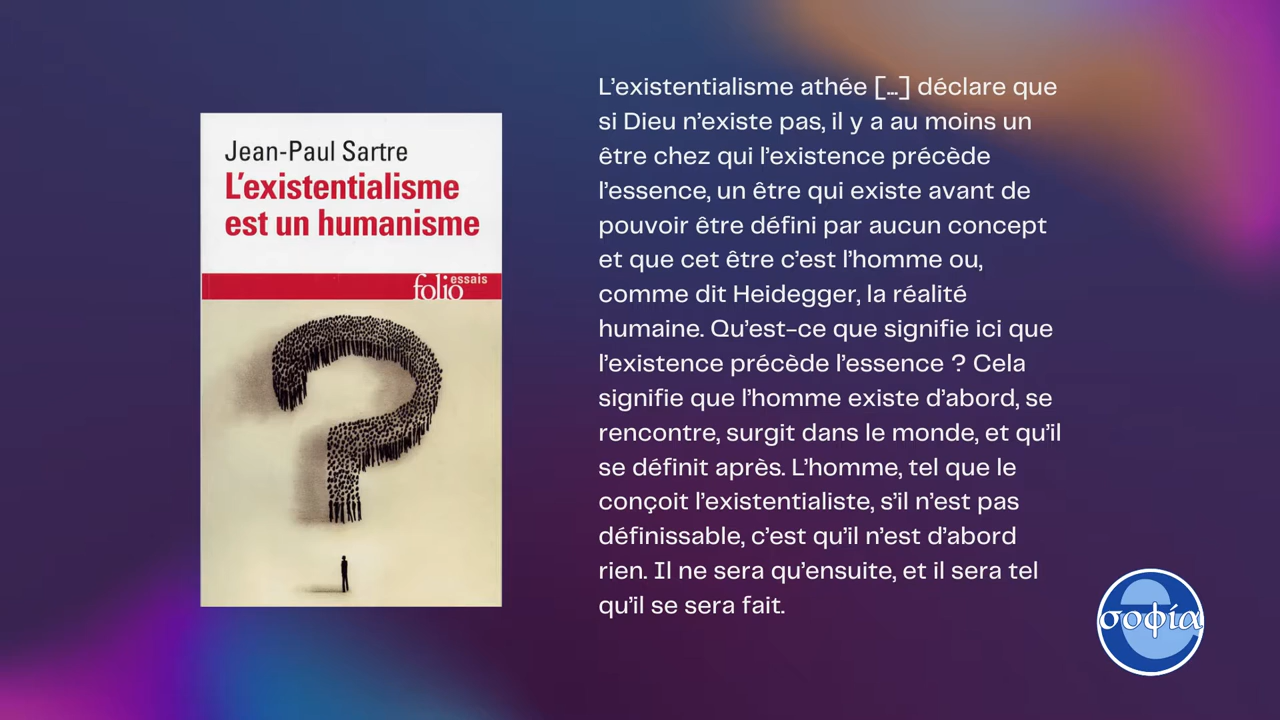 Jean-Paul Sartre
L’existentialisme
est un humanisme
folio essais
L’existentialisme athée [...] déclare que
si Dieu n’existe pas, il y a au moins un
être chez qui l’existence précède
l’essence, un être qui existe avant de
pouvoir être défini par aucun concept
et que cet être c’est l’homme ou,
comme dit Heidegger, la réalité
humaine. Qu’est-ce que signifie ici que
l’existence précède l’essence ? Cela
signifie que l’homme existe d’abord, se
rencontre, surgit dans le monde, et qu’il
se définit après. L’homme, tel que le
conçoit l’existentialiste, s’il n’est pas
définissable, c’est qu’il n’est d’abord
rien. Il ne sera qu’ensuite, et il sera tel
qu’il se sera fait.
σοφία